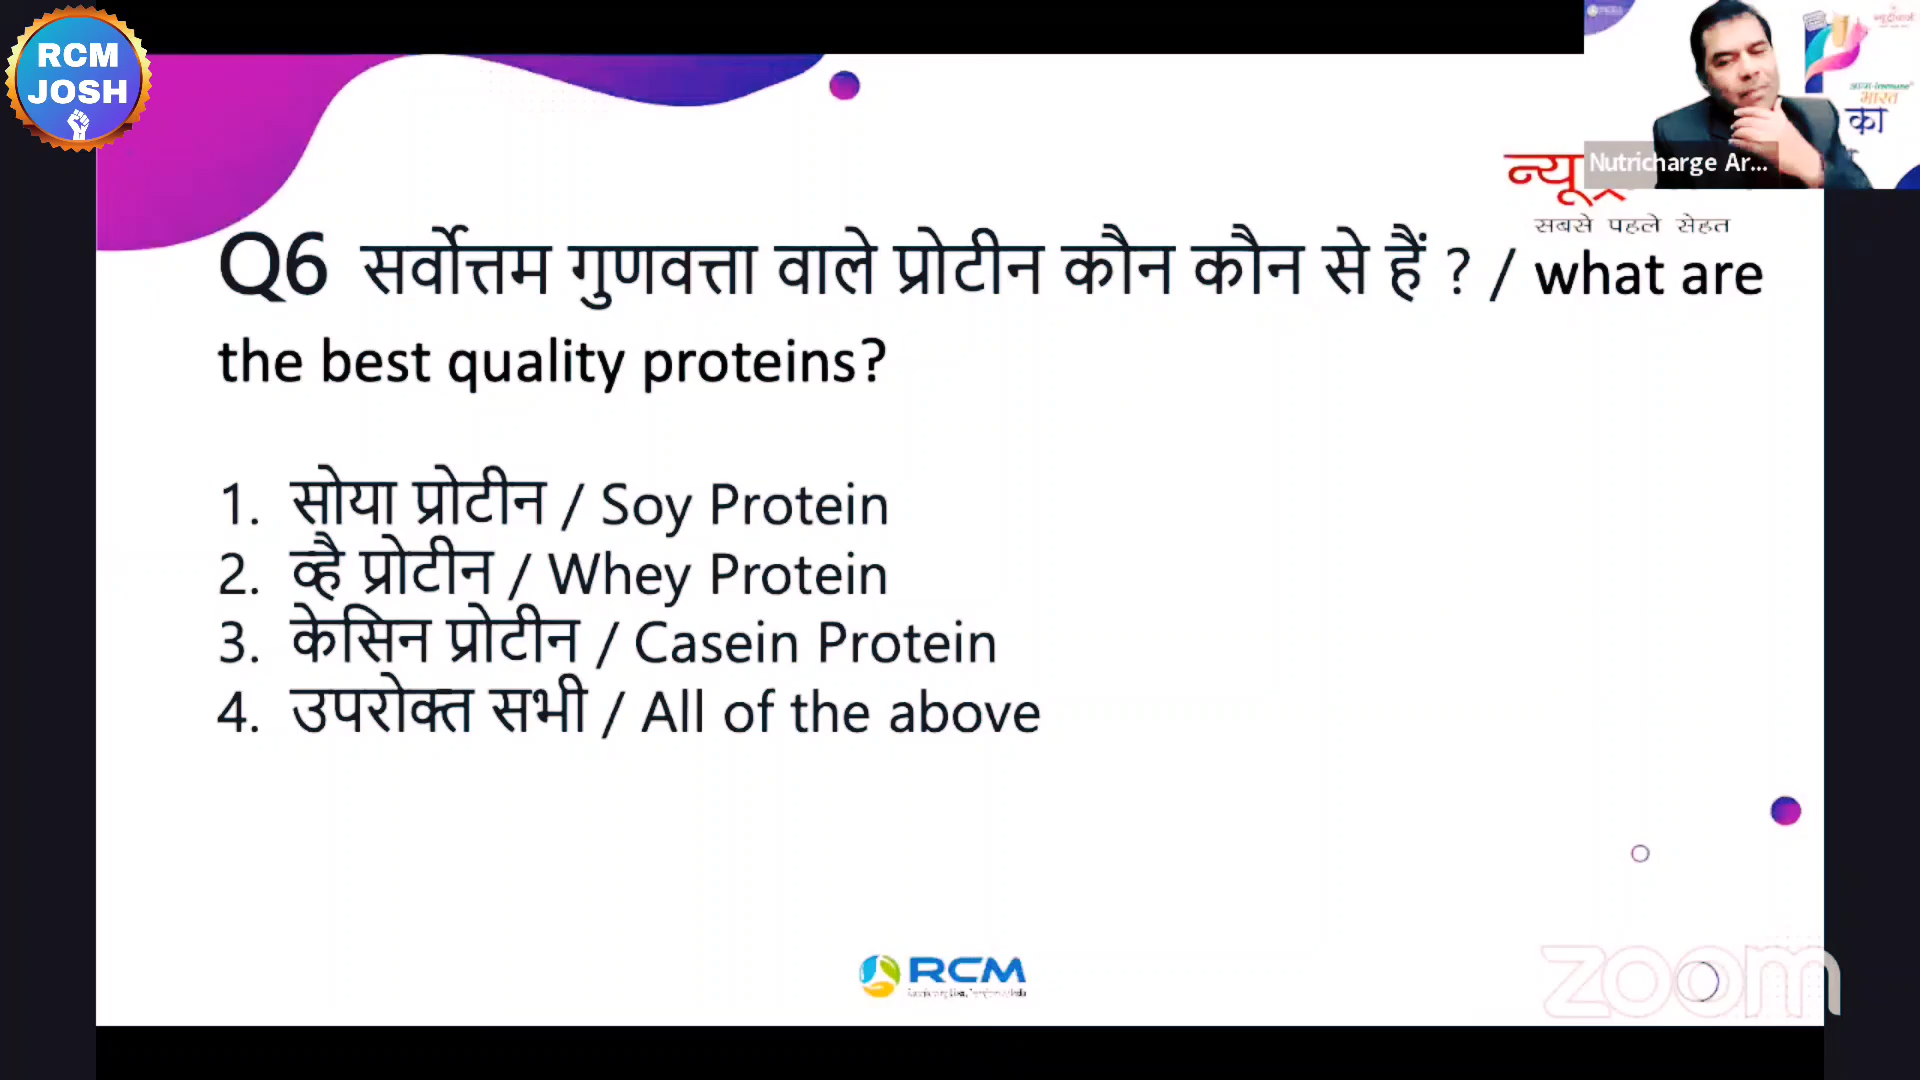 RCM
JOSH
Nutricharge Ar...
भारत
का
सबसे पहले सेहत
Q6 सर्वोत्तम गुणवत्ता वाले प्रोटीन कौन कौन से हैं ? / what are
the best quality proteins?
1. सोया प्रोटीन / Soy Protein
2. व्है प्रोटीन / Whey Protein
3. केसिन प्रोटीन / Casein Protein
4. उपरोक्त सभी / All of the above
RCM
zoom